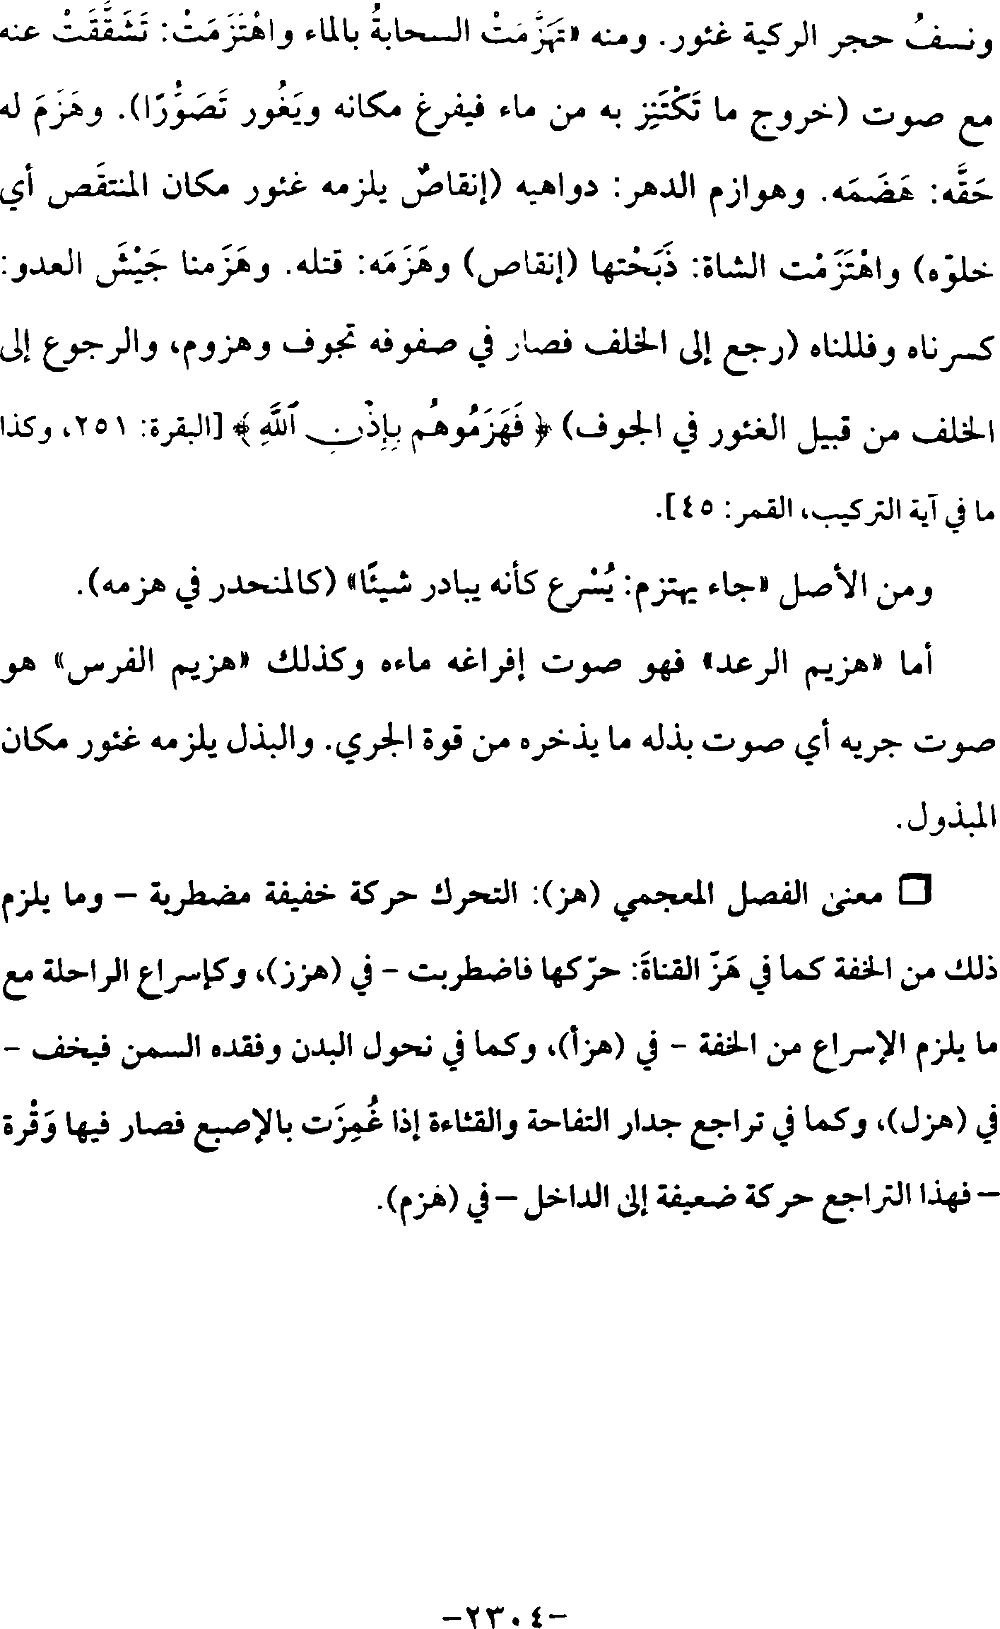 ونسفُ حجر الركية غئور. ومنه «تَهَزَّمَتْ السحابةُ بالماء واهْتَزَمَتْ: تَشَقَّقَتْ عنه
مع صوت (خروج ما تَكْتَنِز به من ماء فيفرغ مكانه ويَغُور تَصَوُّرًا). وهَزَمَ له
حَقَّه: هَضَمَه. وهوازم الدهر: دواهيه (إنقاصٌ يلزمه غئور مكان المنتقَص أي
خلوّه) واهْتَزَمْت الشاة: ذَبَحْتها (إنقاص) وهَزَمَه: قتله. وهَزَمنا جَيْشَ العدو:
كسرناه وفللناه (رجع إلى الخلف فصار في صفوفه تجوف وهزوم، والرجوع إلى
الخلف من قبيل الغئور في الجوف) ﴿ فَهَزَمُوهُم بِإِذْنِ ٱللَّهِ ﴾ [البقرة: ٢٥١، وكذا
ما في آية التركيب، القمر: ٤٥].
ومن الأصل «جاء يهتزم: يُسْرع كأنه يبادر شيئًا» (كالمنحدر في هزمه).
أما «هزيم الرعد» فهو صوت إفراغه ماءه وكذلك «هزيم الفرس» هو
صوت جريه أي صوت بذله ما يذخره من قوة الجري. والبذل يلزمه غئور مكان
المبذول.
□ معنى الفصل المعجمي (هز): التحرك حركة خفيفة مضطربة – وما يلزم
ذلك من الخفة كما في هَزّ القناةَ: حرّكها فاضطربت – في (هزز)، وكإسراع الراحلة مع
ما يلزم الإسراع من الخفة – في (هزأ)، وكما في نحول البدن وفقده السمن فيخف –
في (هزل)، وكما في تراجع جدار التفاحة والقثاءة إذا غُمِزَت بالإصبع فصار فيها وَقْرة
– فهذا التراجع حركة ضعيفة إلى الداخل – في (هزم).
-٢٣٠٤-